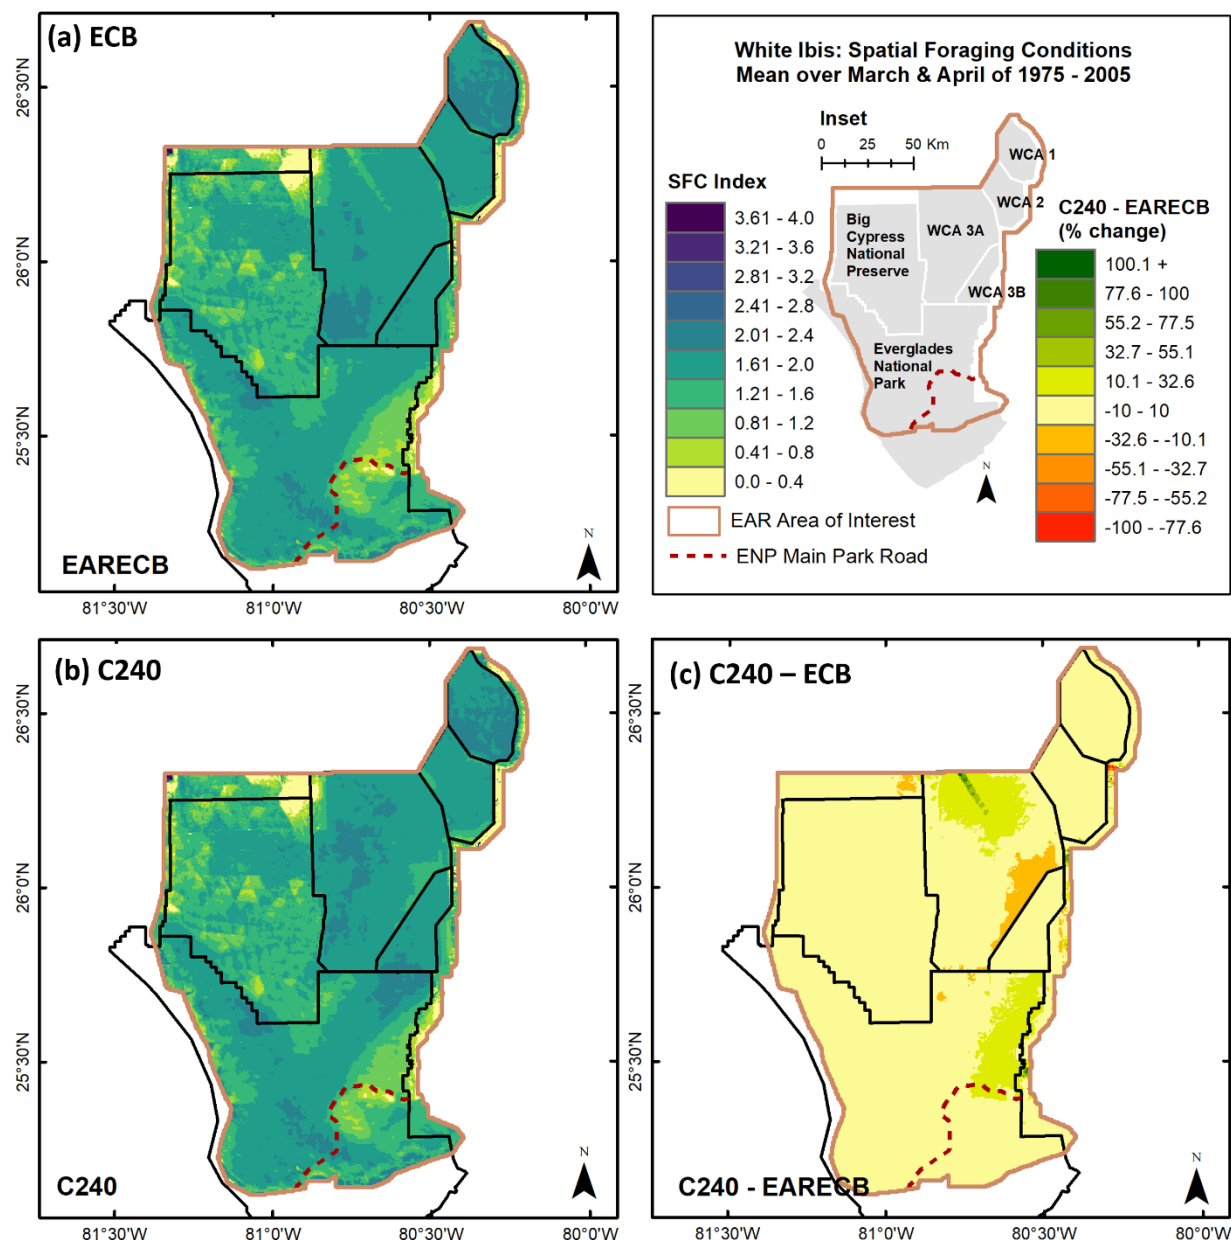 (a) ECB
EARECB
N
26°30'N
26°0'N
25°30'N
81°30'W
81°0'W
80°30'W
80°0'W
White Ibis: Spatial Foraging Conditions
Mean over March & April of 1975 - 2005
Inset
0 25 50 Km
WCA 1
WCA 2
WCA 3A
WCA 3B
Big
Cypress
National
Preserve
Everglades
National
Park
N
SFC Index
3.61 - 4.0
3.21 - 3.6
2.81 - 3.2
2.41 - 2.8
2.01 - 2.4
1.61 - 2.0
1.21 - 1.6
0.81 - 1.2
0.41 - 0.8
0.0 - 0.4
EAR Area of Interest
ENP Main Park Road
C240 - EARECB
(% change)
100.1 +
77.6 - 100
55.2 - 77.5
32.7 - 55.1
10.1 - 32.6
-10 - 10
-32.6 - -10.1
-55.1 - -32.7
-77.5 - -55.2
-100 - -77.6
(b) C240
C240
N
26°30'N
26°0'N
25°30'N
81°30'W
81°0'W
80°30'W
80°0'W
(c) C240 – ECB
C240 - EARECB
N
26°30'N
26°0'N
25°30'N
81°30'W
81°0'W
80°30'W
80°0'W